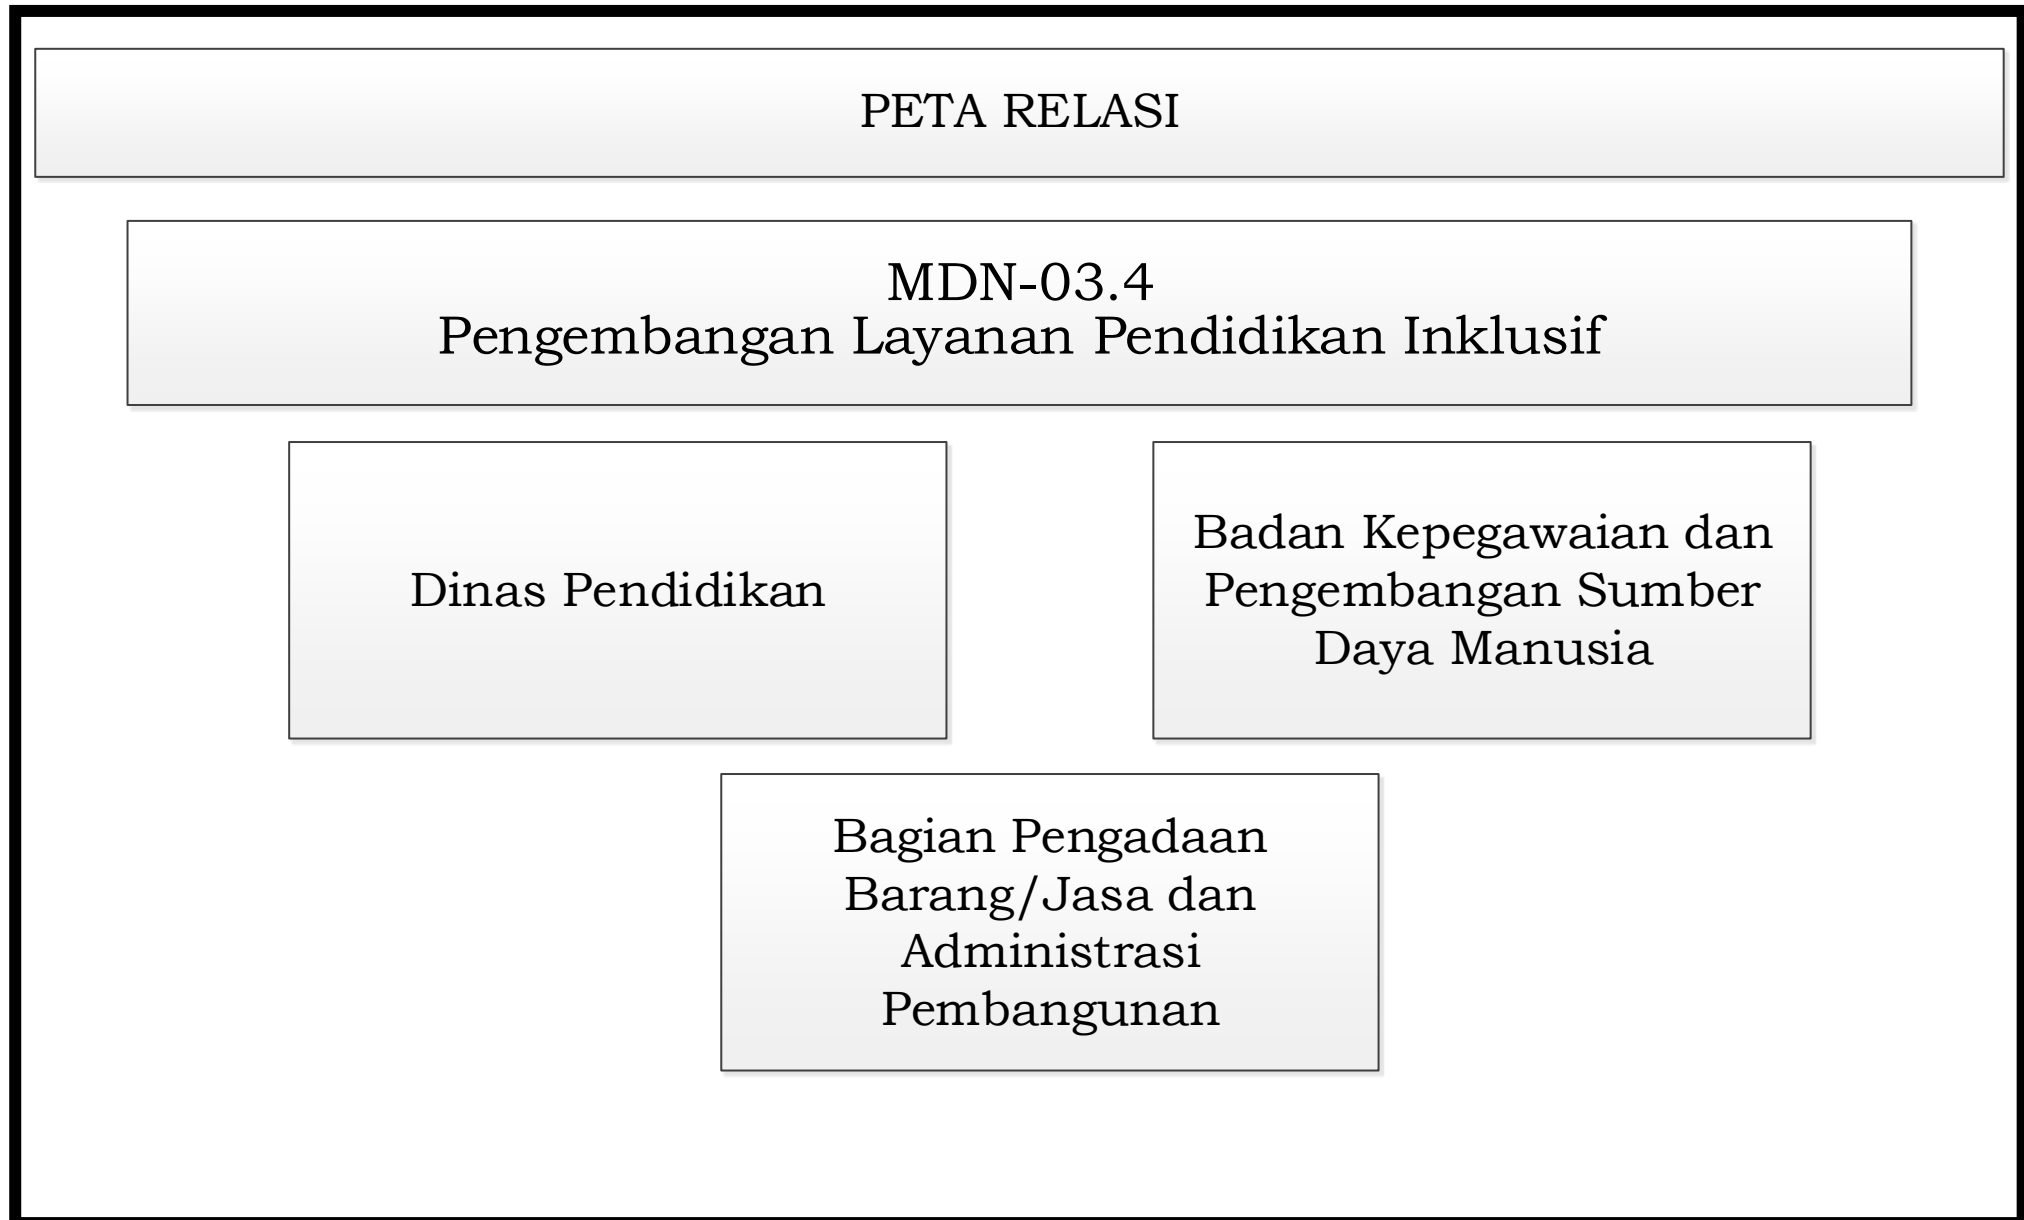 PETA RELASI
MDN-03.4
Pengembangan Layanan Pendidikan Inklusif
Dinas Pendidikan
Badan Kepegawaian dan
Pengembangan Sumber
Daya Manusia
Bagian Pengadaan
Barang/Jasa dan
Administrasi
Pembangunan